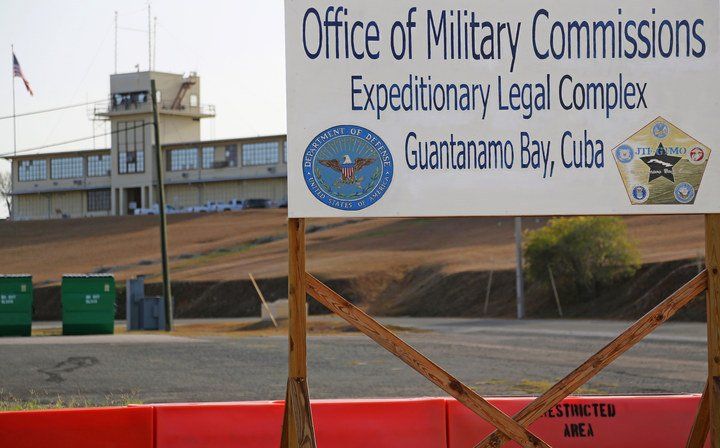 Office of Military Commissions
Expeditionary Legal Complex
Guantanamo Bay, Cuba
DEPARTMENT OF DEFENSE
UNITED STATES OF AMERICA
JTF-GTMO
RESTRICTED
AREA